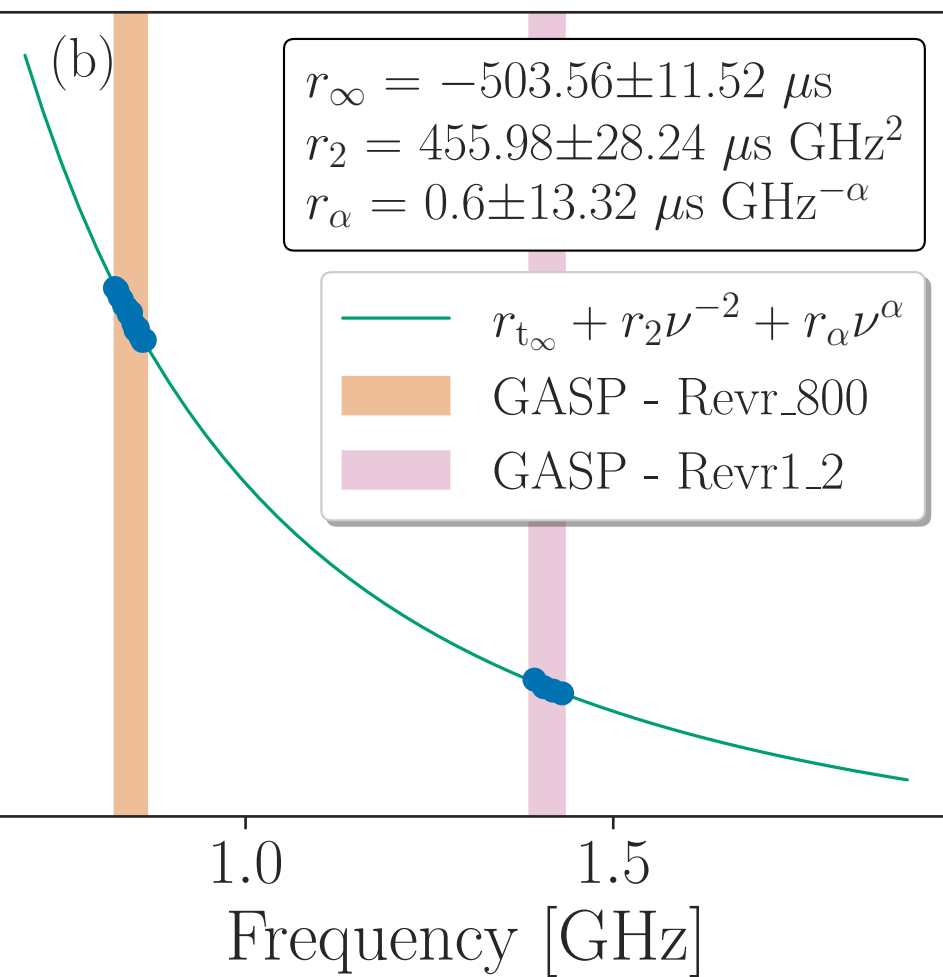 (b)
r∞ = −503.56±11.52 μs
r₂ = 455.98±28.24 μs GHz²
rα = 0.6±13.32 μs GHz^−α
r_t∞ + r₂ν⁻² + rαν^α
GASP - Revr_800
GASP - Revr1_2
1.0 1.5
Frequency [GHz]